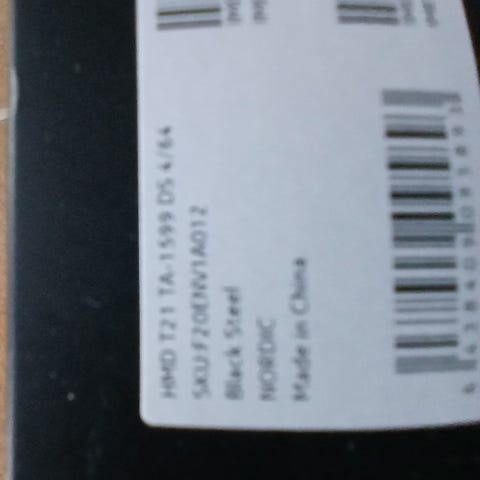 HMD T21 TA-1599 DS 4/64
SKU:F20ENV1A012
Black Steel
NORDIC
Made in China